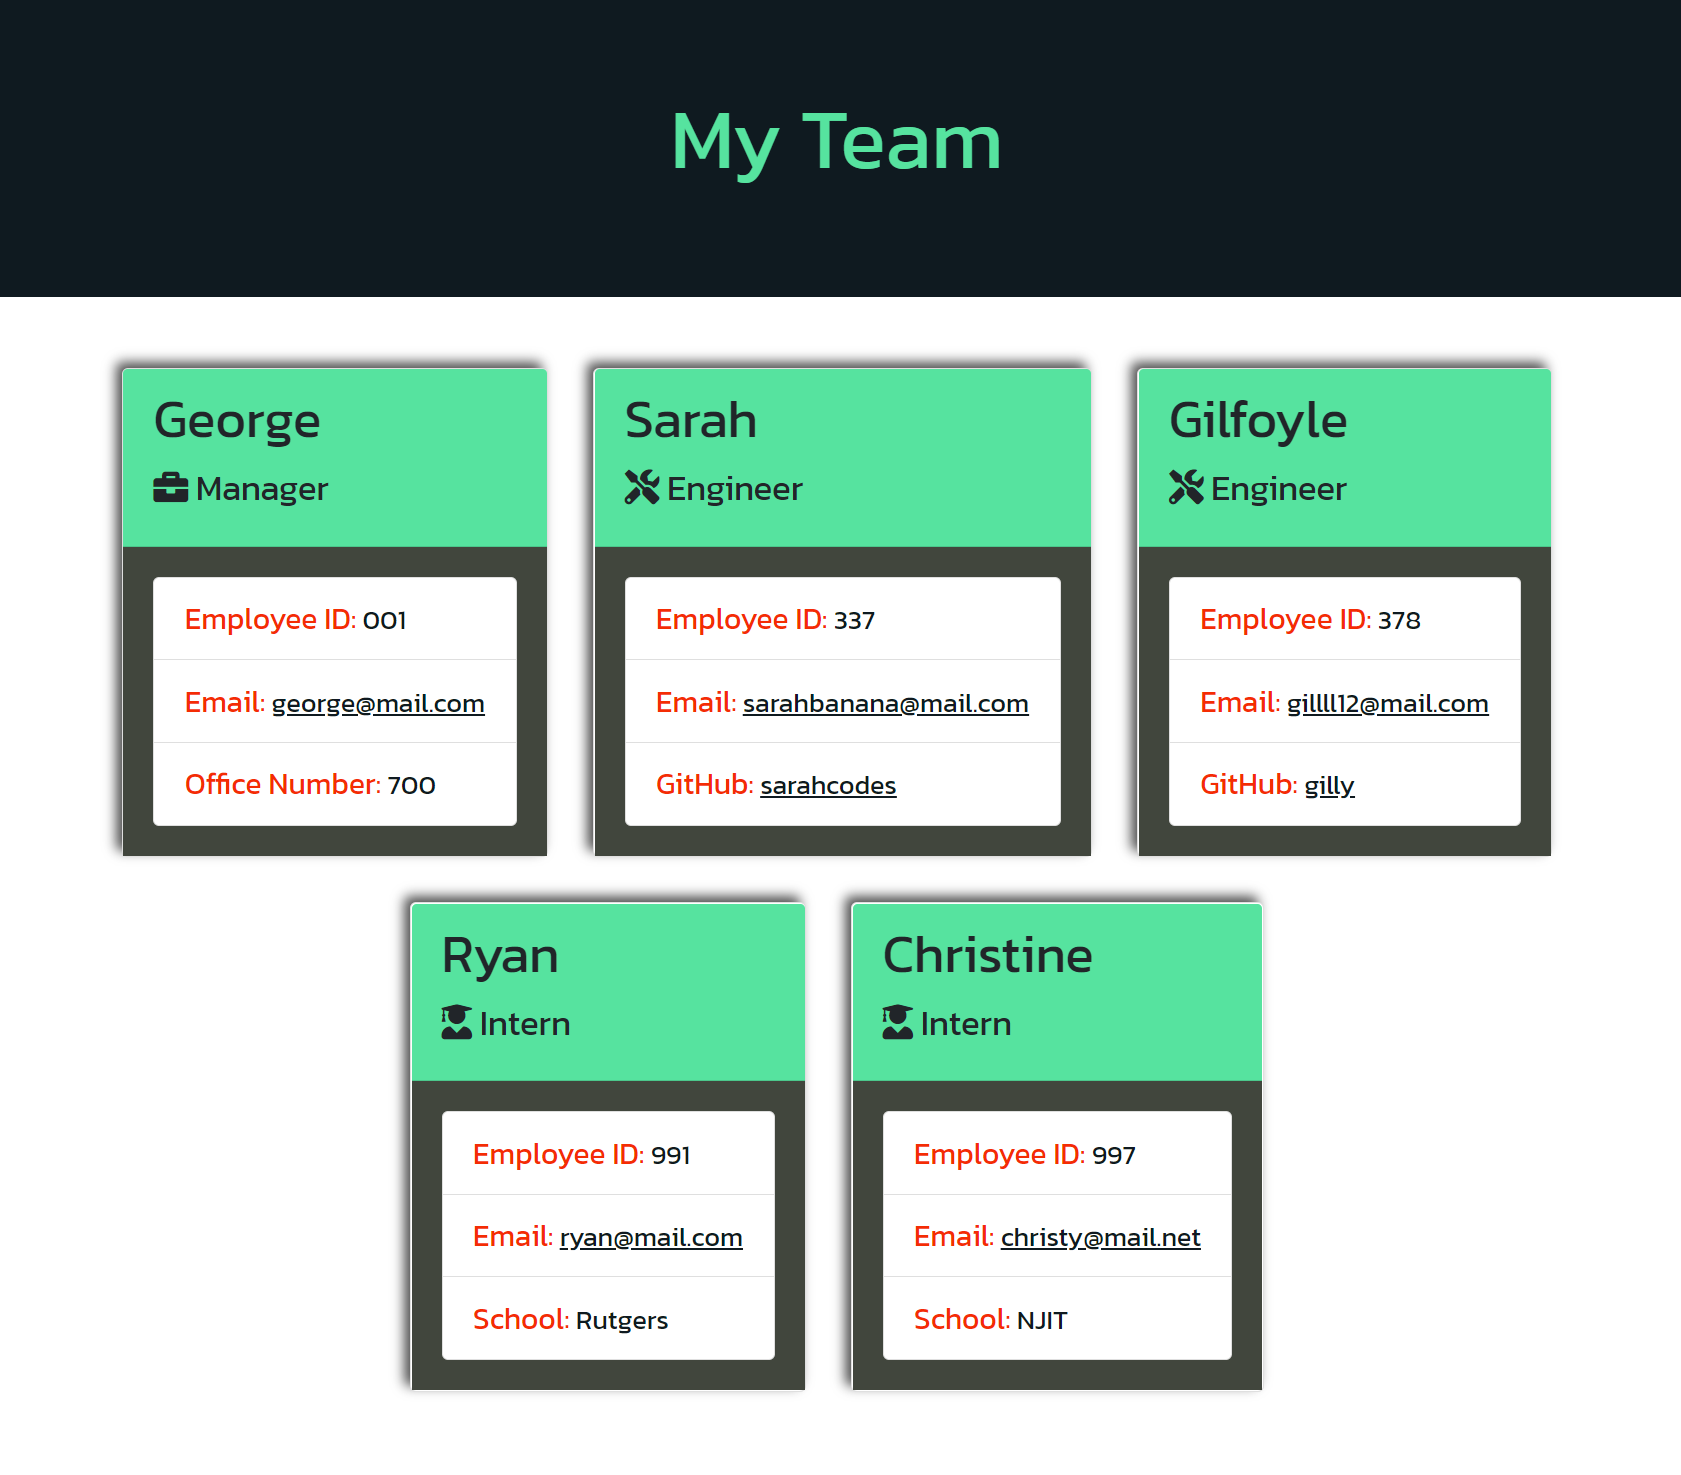 My Team
George
Manager
Employee ID: 001
Email: george@mail.com
Office Number: 700
Sarah
Engineer
Employee ID: 337
Email: sarahbanana@mail.com
GitHub: sarahcodes
Gilfoyle
Engineer
Employee ID: 378
Email: gillll12@mail.com
GitHub: gilly
Ryan
Intern
Employee ID: 991
Email: ryan@mail.com
School: Rutgers
Christine
Intern
Employee ID: 997
Email: christy@mail.net
School: NJIT